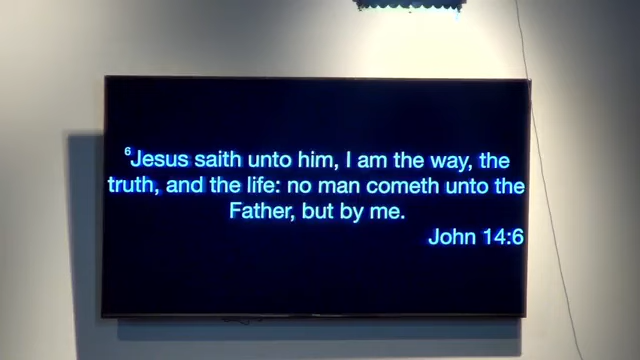 ⁶Jesus saith unto him, I am the way, the
truth, and the life: no man cometh unto the
Father, but by me.
John 14:6